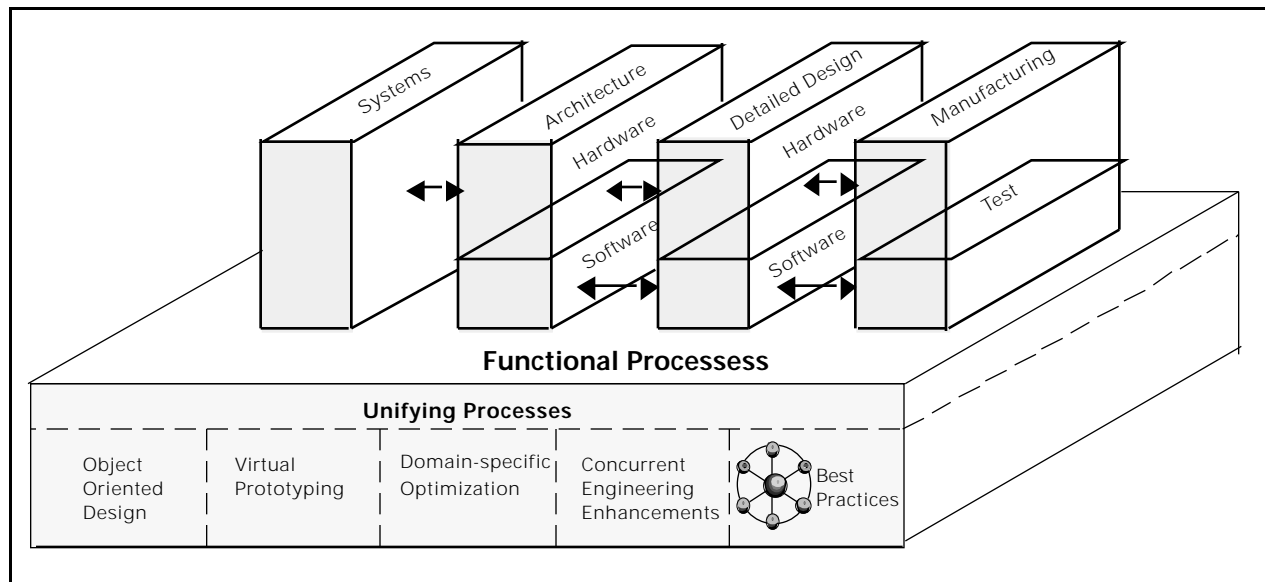 Systems
Architecture
Hardware
Software
Detailed Design
Hardware
Software
Manufacturing
Test
Functional Processess
Unifying Processes
Object
Oriented
Design
Virtual
Prototyping
Domain-specific
Optimization
Concurrent
Engineering
Enhancements
Best
Practices